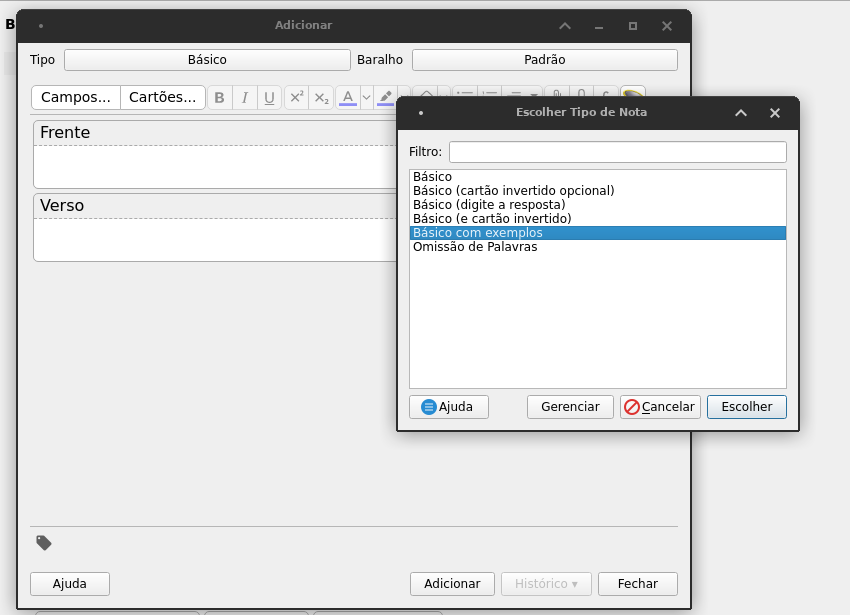 B
Adicionar
Tipo Básico Baralho Padrão
Campos... Cartões... B I U X² X₂ A
Frente
Verso
Escolher Tipo de Nota
Filtro:
Básico
Básico (cartão invertido opcional)
Básico (digite a resposta)
Básico (e cartão invertido)
Básico com exemplos
Omissão de Palavras
Ajuda Gerenciar Cancelar Escolher
Ajuda Adicionar Histórico ▾ Fechar